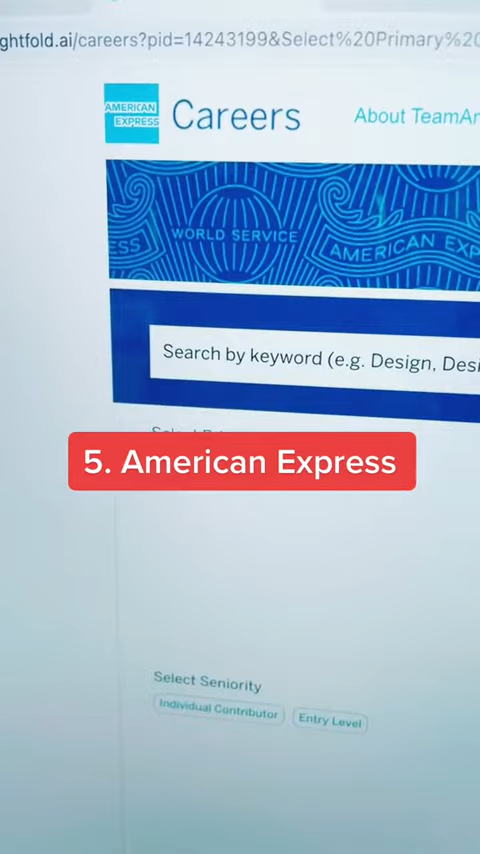 ghtfold.ai/careers?pid=14243199&Select%20Primary%20
AMERICAN
EXPRESS
Careers
About TeamAm
ESS
WORLD SERVICE
AMERICAN EXP
Search by keyword (e.g. Design, Desi
5. American Express
Select Seniority
Individual Contributor
Entry Level